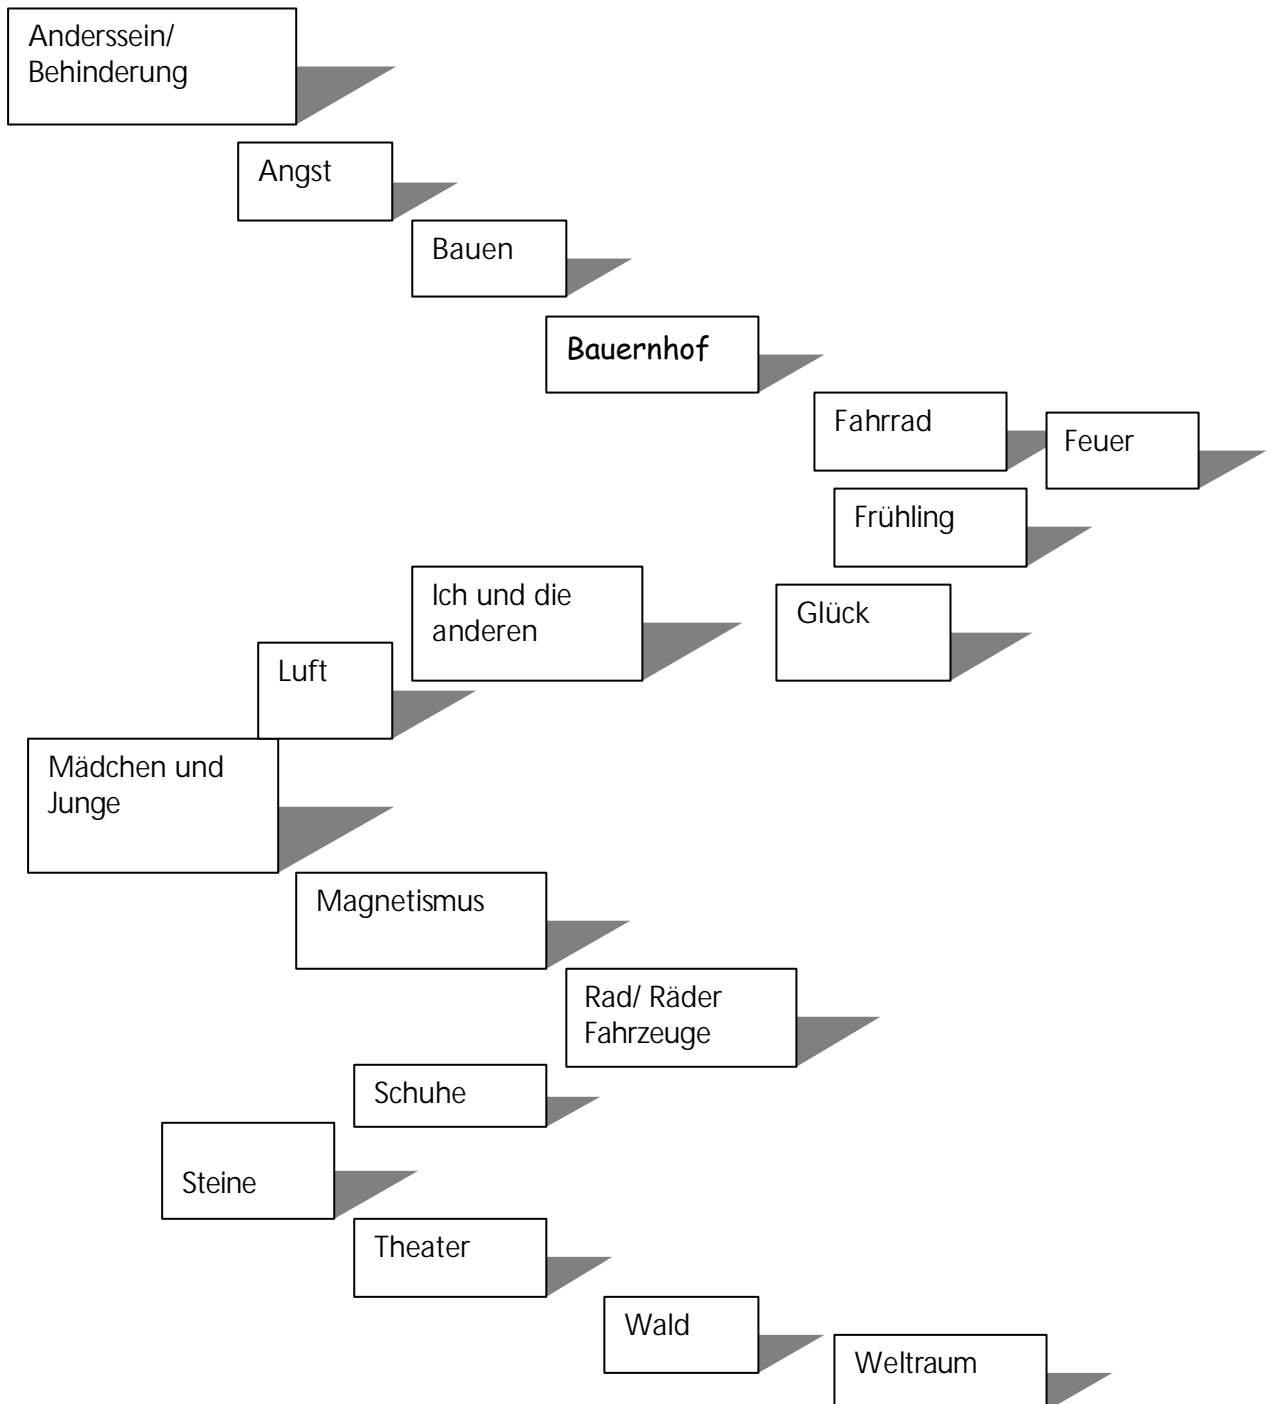 Anderssein/
Behinderung
Angst
Bauen
Bauernhof
Fahrrad
Feuer
Frühling
Ich und die
anderen
Glück
Luft
Mädchen und
Junge
Magnetismus
Rad/ Räder
Fahrzeuge
Schuhe
Steine
Theater
Wald
Weltraum